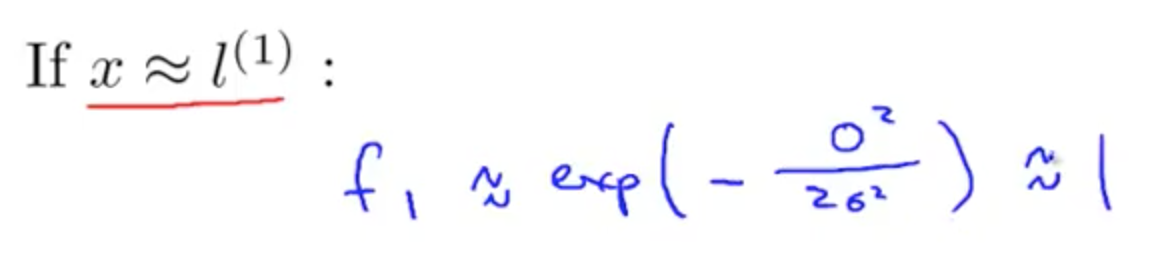 If x ≈ l⁽¹⁾ :
f₁ ≈ exp(- 0²/2σ²) ≈ 1